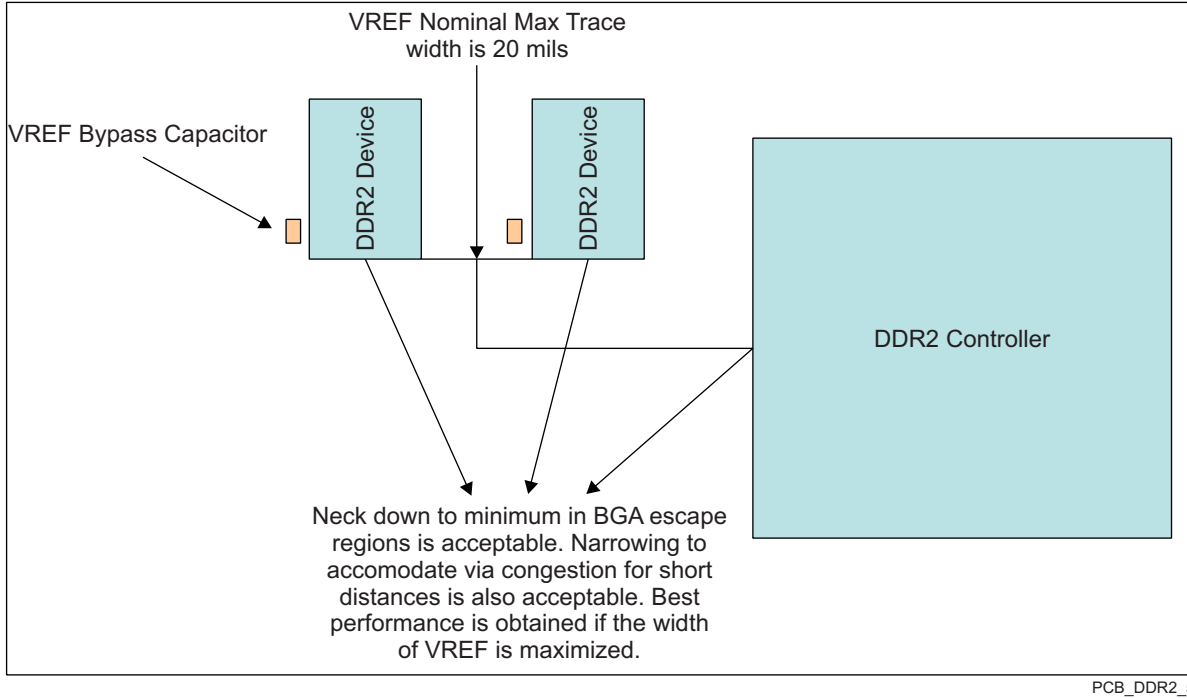 VREF Nominal Max Trace
width is 20 mils
VREF Bypass Capacitor
DDR2 Device
DDR2 Device
DDR2 Controller
Neck down to minimum in BGA escape
regions is acceptable. Narrowing to
accomodate via congestion for short
distances is also acceptable. Best
performance is obtained if the width
of VREF is maximized.
PCB_DDR2_